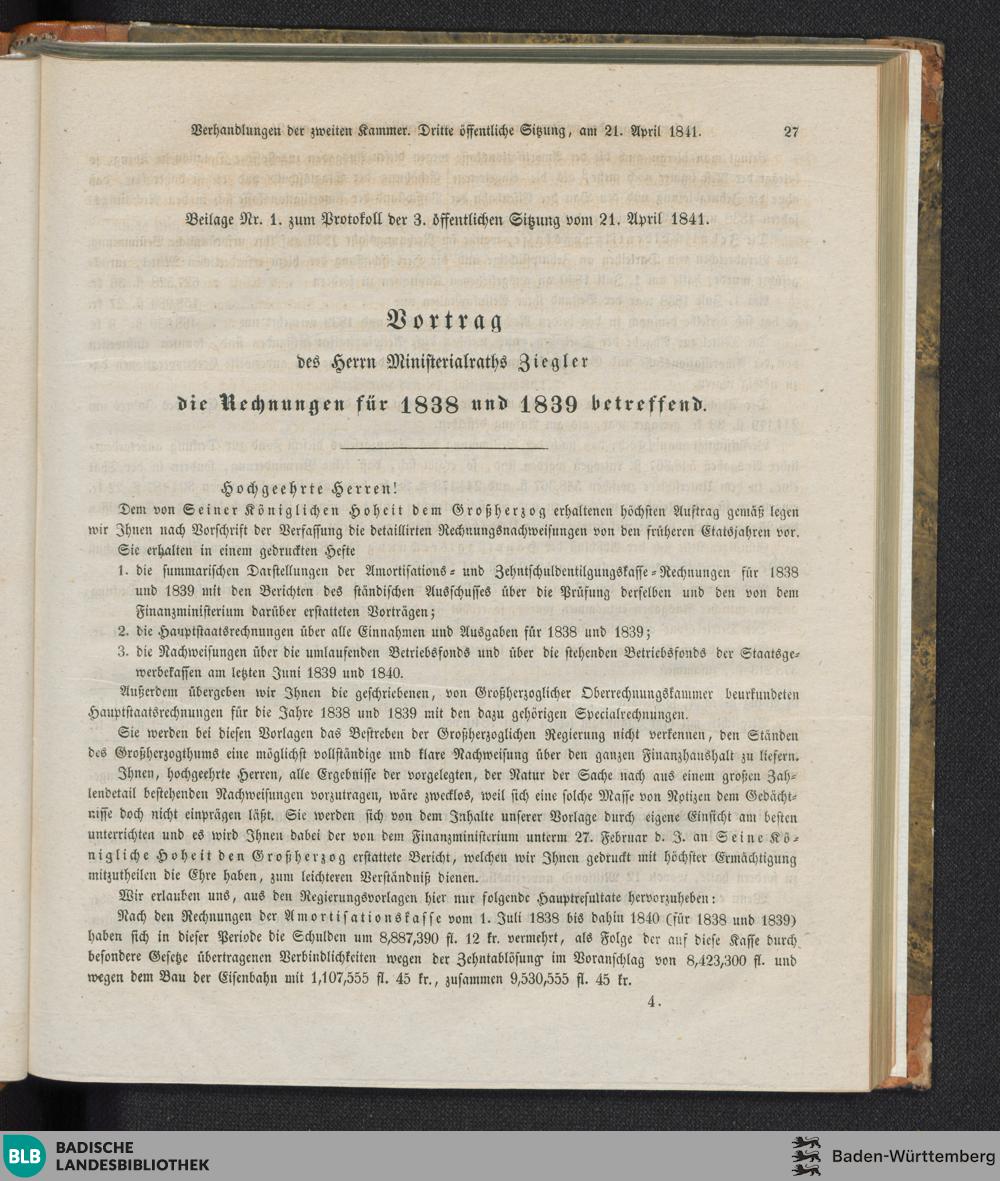 Verhandlungen der zweiten Kammer. Dritte öffentliche Sitzung, am 21. April 1841. 27
Beilage Nr. 1. zum Protokoll der 3. öffentlichen Sitzung vom 21. April 1841.
Vortrag
des Herrn Ministerialraths Ziegler
die Rechnungen für 1838 und 1839 betreffend.
Hochgeehrte Herren!
Dem von Seiner Königlichen Hoheit dem Großherzog erhaltenen höchsten Auftrag gemäß legen
wir Ihnen nach Vorschrift der Verfassung die detaillirten Rechnungsnachweisungen von den früheren Etatsjahren vor.
Sie erhalten in einem gedruckten Hefte
1. die summarischen Darstellungen der Amortisations- und Zehntschuldentilgungskasse-Rechnungen für 1838
und 1839 mit den Berichten des ständischen Ausschusses über die Prüfung derselben und den von dem
Finanzministerium darüber erstatteten Vorträgen;
2. die Hauptstaatsrechnungen über alle Einnahmen und Ausgaben für 1838 und 1839;
3. die Nachweisungen über die umlaufenden Betriebsfonds und über die stehenden Betriebsfonds der Staatsge-
werbekassen am letzten Juni 1839 und 1840.
Außerdem übergeben wir Ihnen die geschriebenen, von Großherzoglicher Oberrechnungskammer beurkundeten
Hauptstaatsrechnungen für die Jahre 1838 und 1839 mit den dazu gehörigen Specialrechnungen.
Sie werden bei diesen Vorlagen das Bestreben der Großherzoglichen Regierung nicht verkennen, den Ständen
des Großherzogthums eine möglichst vollständige und klare Nachweisung über den ganzen Finanzhaushalt zu liefern.
Ihnen, hochgeehrte Herren, alle Ergebnisse der vorgelegten, der Natur der Sache nach aus einem großen Zah-
lendetail bestehenden Nachweisungen vorzutragen, wäre zwecklos, weil sich eine solche Masse von Notizen dem Gedächt-
nisse doch nicht einprägen läßt. Sie werden sich von dem Inhalte unserer Vorlage durch eigene Einsicht am besten
unterrichten und es wird Ihnen dabei der von dem Finanzministerium unterm 27. Februar d. J. an Seine Kö-
nigliche Hoheit den Großherzog erstattete Bericht, welchen wir Ihnen gedruckt mit höchster Ermächtigung
mitzutheilen die Ehre haben, zum leichteren Verständniß dienen.
Wir erlauben uns, aus den Regierungsvorlagen hier nur folgende Hauptresultate hervorzuheben:
Nach den Rechnungen der Amortisationskasse vom 1. Juli 1838 bis dahin 1840 (für 1838 und 1839)
haben sich in dieser Periode die Schulden um 8,887,390 fl. 12 kr. vermehrt, als Folge der auf diese Kasse durch
besondere Gesetze übertragenen Verbindlichkeiten wegen der Zehntablösung im Voranschlag von 8,423,300 fl. und
wegen dem Bau der Eisenbahn mit 1,107,555 fl. 45 kr., zusammen 9,530,555 fl. 45 kr.
4.
BLB BADISCHE
LANDESBIBLIOTHEK
Baden-Württemberg